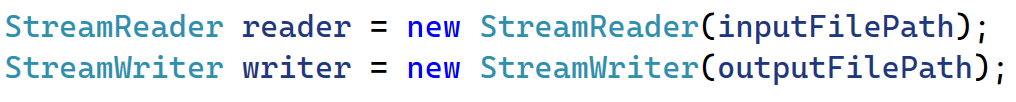 StreamReader reader = new StreamReader(inputFilePath);
StreamWriter writer = new StreamWriter(outputFilePath);